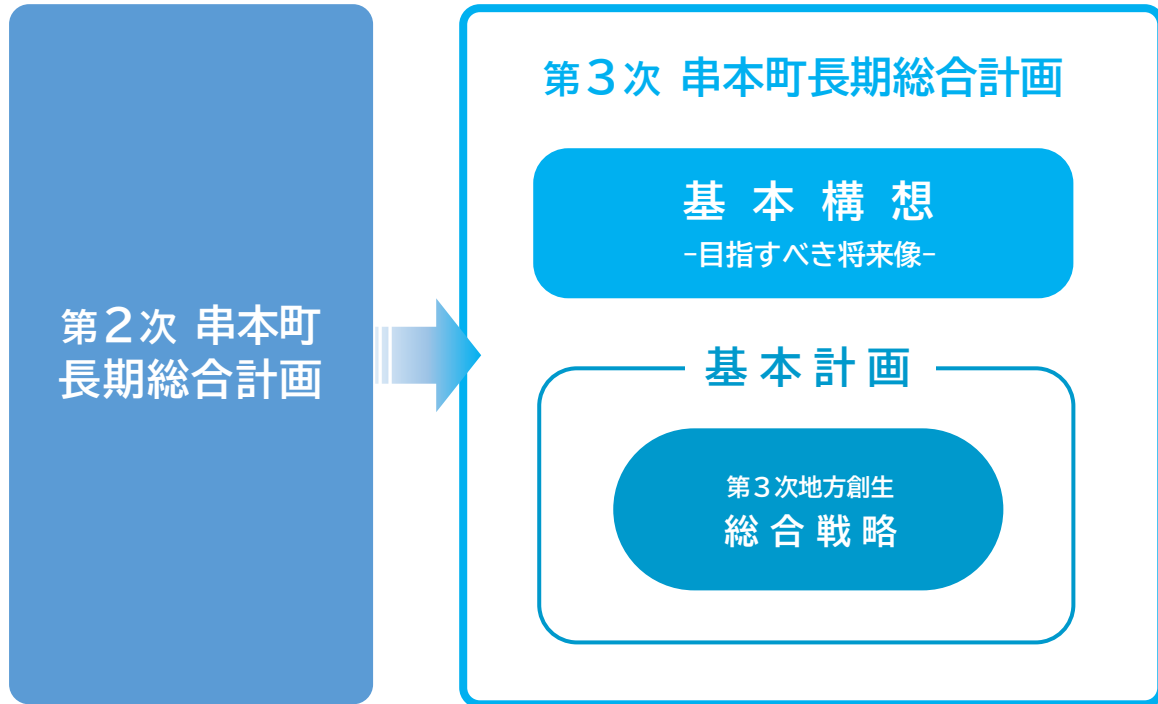 第2次 串本町
長期総合計画
第3次 串本町長期総合計画
基本構想
-目指すべき将来像-
基本計画
第3次地方創生
総合戦略